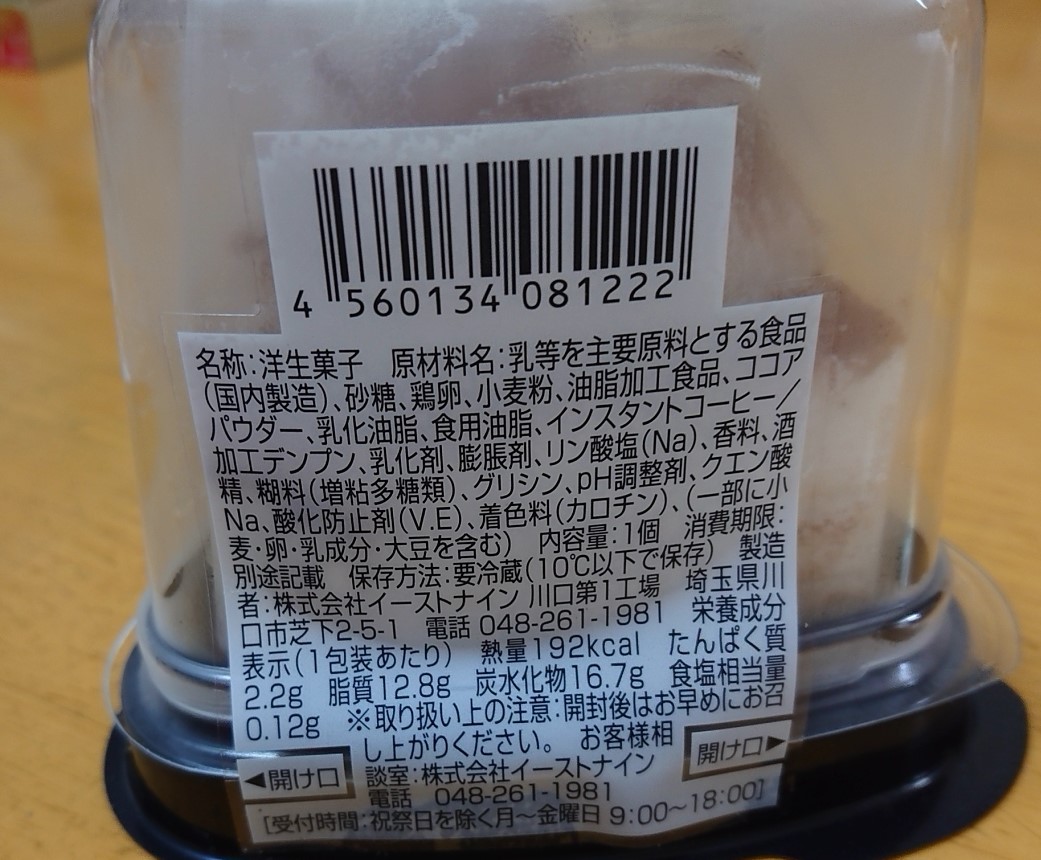 4 560134 081222
名称:洋生菓子 原材料名:乳等を主要原料とする食品
(国内製造)、砂糖、鶏卵、小麦粉、油脂加工食品、ココア
パウダー、乳化油脂、食用油脂、インスタントコーヒー/
加工デンプン、乳化剤、膨脹剤、リン酸塩(Na)、香料、酒
精、糊料(増粘多糖類)、グリシン、pH調整剤、クエン酸
Na、酸化防止剤(V.E)、着色料(カロチン)、(一部に小
麦・卵・乳成分・大豆を含む) 内容量:1個 消費期限:
別途記載 保存方法:要冷蔵(10℃以下で保存) 製造
者:株式会社イーストナイン 川口第1工場 埼玉県川
口市芝下2-5-1 電話 048-261-1981 栄養成分
表示(1包装あたり) 熱量192kcal たんぱく質
2.2g 脂質12.8g 炭水化物16.7g 食塩相当量
0.12g ※取り扱い上の注意:開封後はお早めにお召
し上がりください。 お客様相
談室:株式会社イーストナイン
電話 048-261-1981
◀開け口
開け口▶
[受付時間:祝祭日を除く月~金曜日 9:00~18:00]